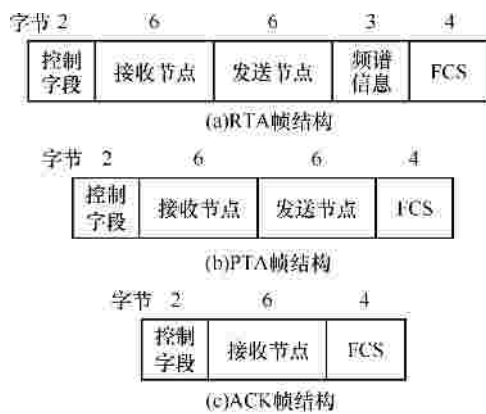 字节 2 6 6 3 4
控制字段 接收节点 发送节点 频谱信息 FCS
(a)RTA帧结构
字节 2 6 6 4
控制字段 接收节点 发送节点 FCS
(b)PTA帧结构
字节 2 6 4
控制字段 接收节点 FCS
(c)ACK帧结构